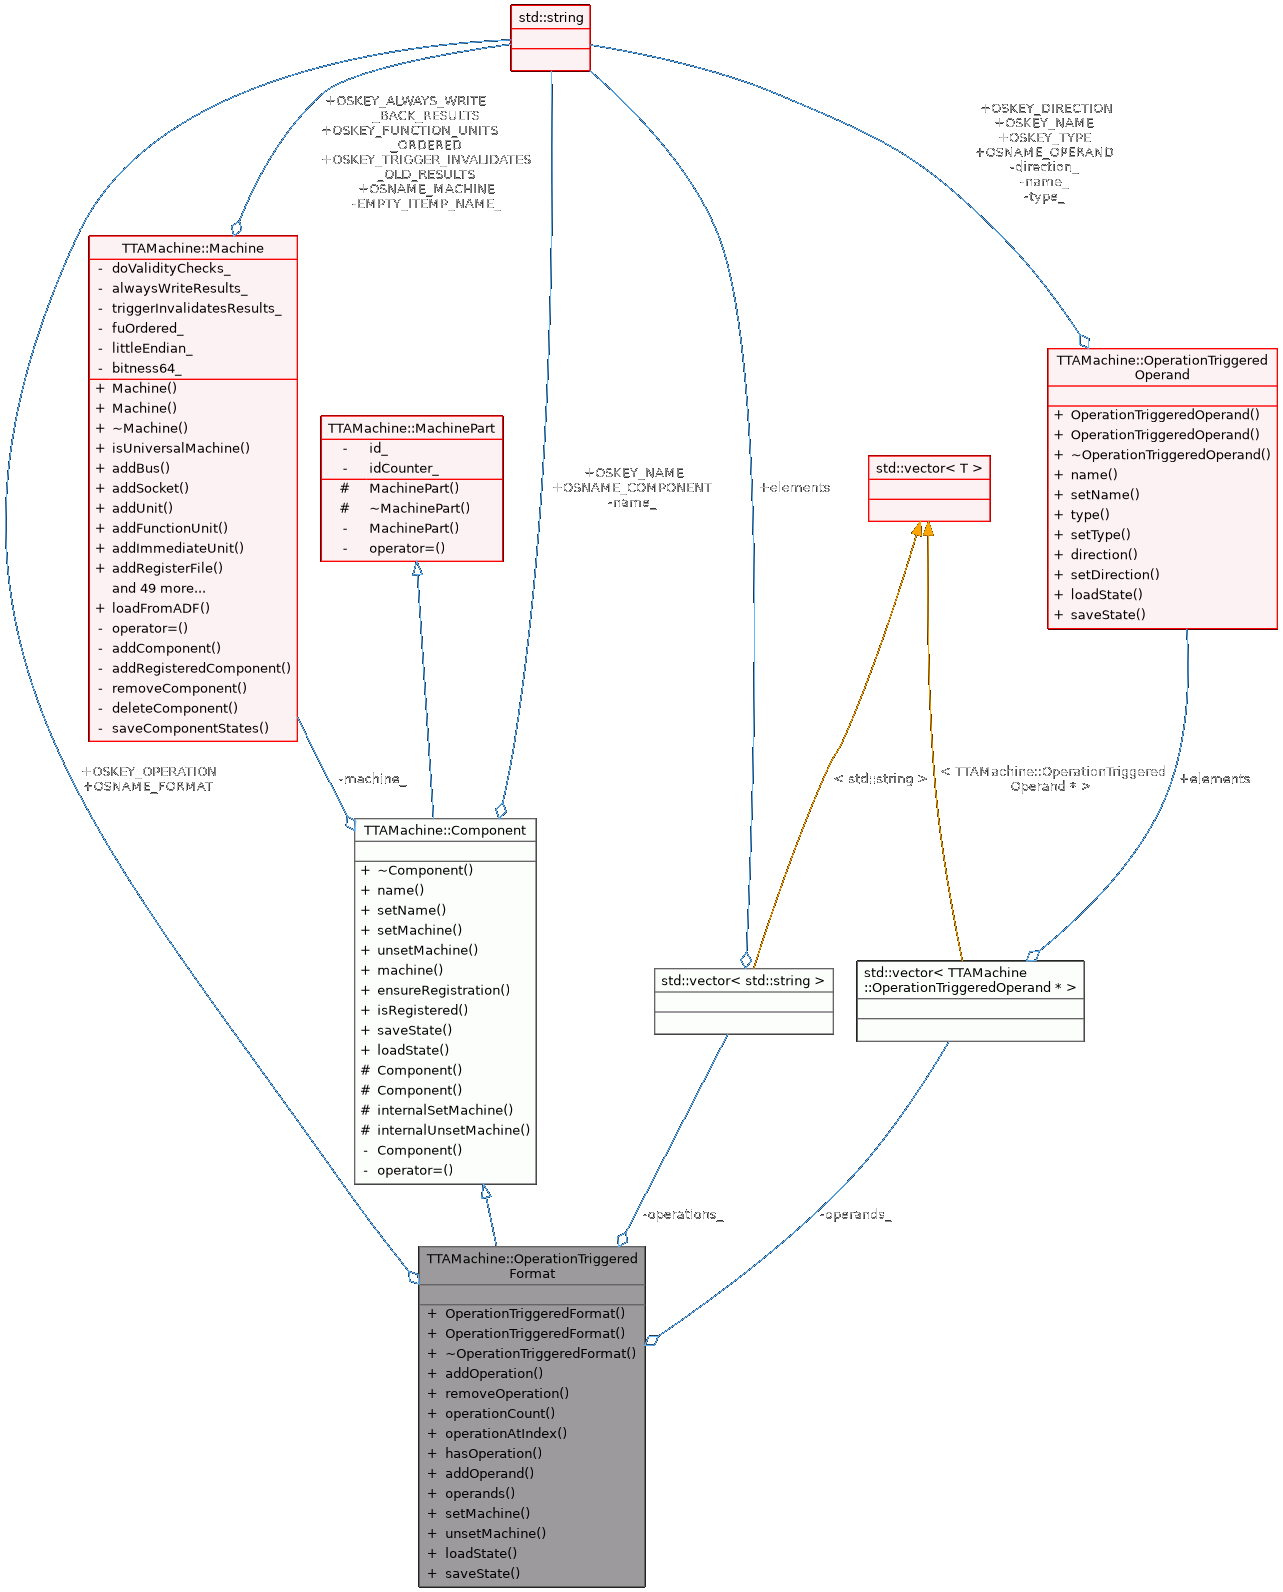 std::string
+OSKEY_ALWAYS_WRITE
_BACK_RESULTS
+OSKEY_FUNCTION_UNITS
_ORDERED
+OSKEY_TRIGGER_INVALIDATES
_OLD_RESULTS
+OSNAME_MACHINE
-EMPTY_ITEMP_NAME_
+OSKEY_DIRECTION
+OSKEY_NAME
+OSKEY_TYPE
+OSNAME_OPERAND
-direction_
-name_
-type_
TTAMachine::Machine
- doValidityChecks_
- alwaysWriteResults_
- triggerInvalidatesResults_
- fuOrdered_
- littleEndian_
- bitness64_
+ Machine()
+ Machine()
+ ~Machine()
+ isUniversalMachine()
+ addBus()
+ addSocket()
+ addUnit()
+ addFunctionUnit()
+ addImmediateUnit()
+ addRegisterFile()
and 49 more...
+ loadFromADF()
- operator=()
- addComponent()
- addRegisteredComponent()
- removeComponent()
- deleteComponent()
- saveComponentStates()
TTAMachine::MachinePart
- id_
- idCounter_
# MachinePart()
# ~MachinePart()
- MachinePart()
- operator=()
TTAMachine::OperationTriggered
Operand
+ OperationTriggeredOperand()
+ OperationTriggeredOperand()
+ ~OperationTriggeredOperand()
+ name()
+ setName()
+ type()
+ setType()
+ direction()
+ setDirection()
+ loadState()
+ saveState()
std::vector< T >
+OSKEY_NAME
+OSNAME_COMPONENT
-name_
+elements
+OSKEY_OPERATION
+OSNAME_FORMAT
-machine_
< std::string >
< TTAMachine::OperationTriggered
Operand * >
+elements
TTAMachine::Component
+ ~Component()
+ name()
+ setName()
+ setMachine()
+ unsetMachine()
+ machine()
+ ensureRegistration()
+ isRegistered()
+ saveState()
+ loadState()
# Component()
# Component()
# internalSetMachine()
# internalUnsetMachine()
- Component()
- operator=()
std::vector< std::string >
std::vector< TTAMachine
::OperationTriggeredOperand * >
-operations_
-operands_
TTAMachine::OperationTriggered
Format
+ OperationTriggeredFormat()
+ OperationTriggeredFormat()
+ ~OperationTriggeredFormat()
+ addOperation()
+ removeOperation()
+ operationCount()
+ operationAtIndex()
+ hasOperation()
+ addOperand()
+ operands()
+ setMachine()
+ unsetMachine()
+ loadState()
+ saveState()